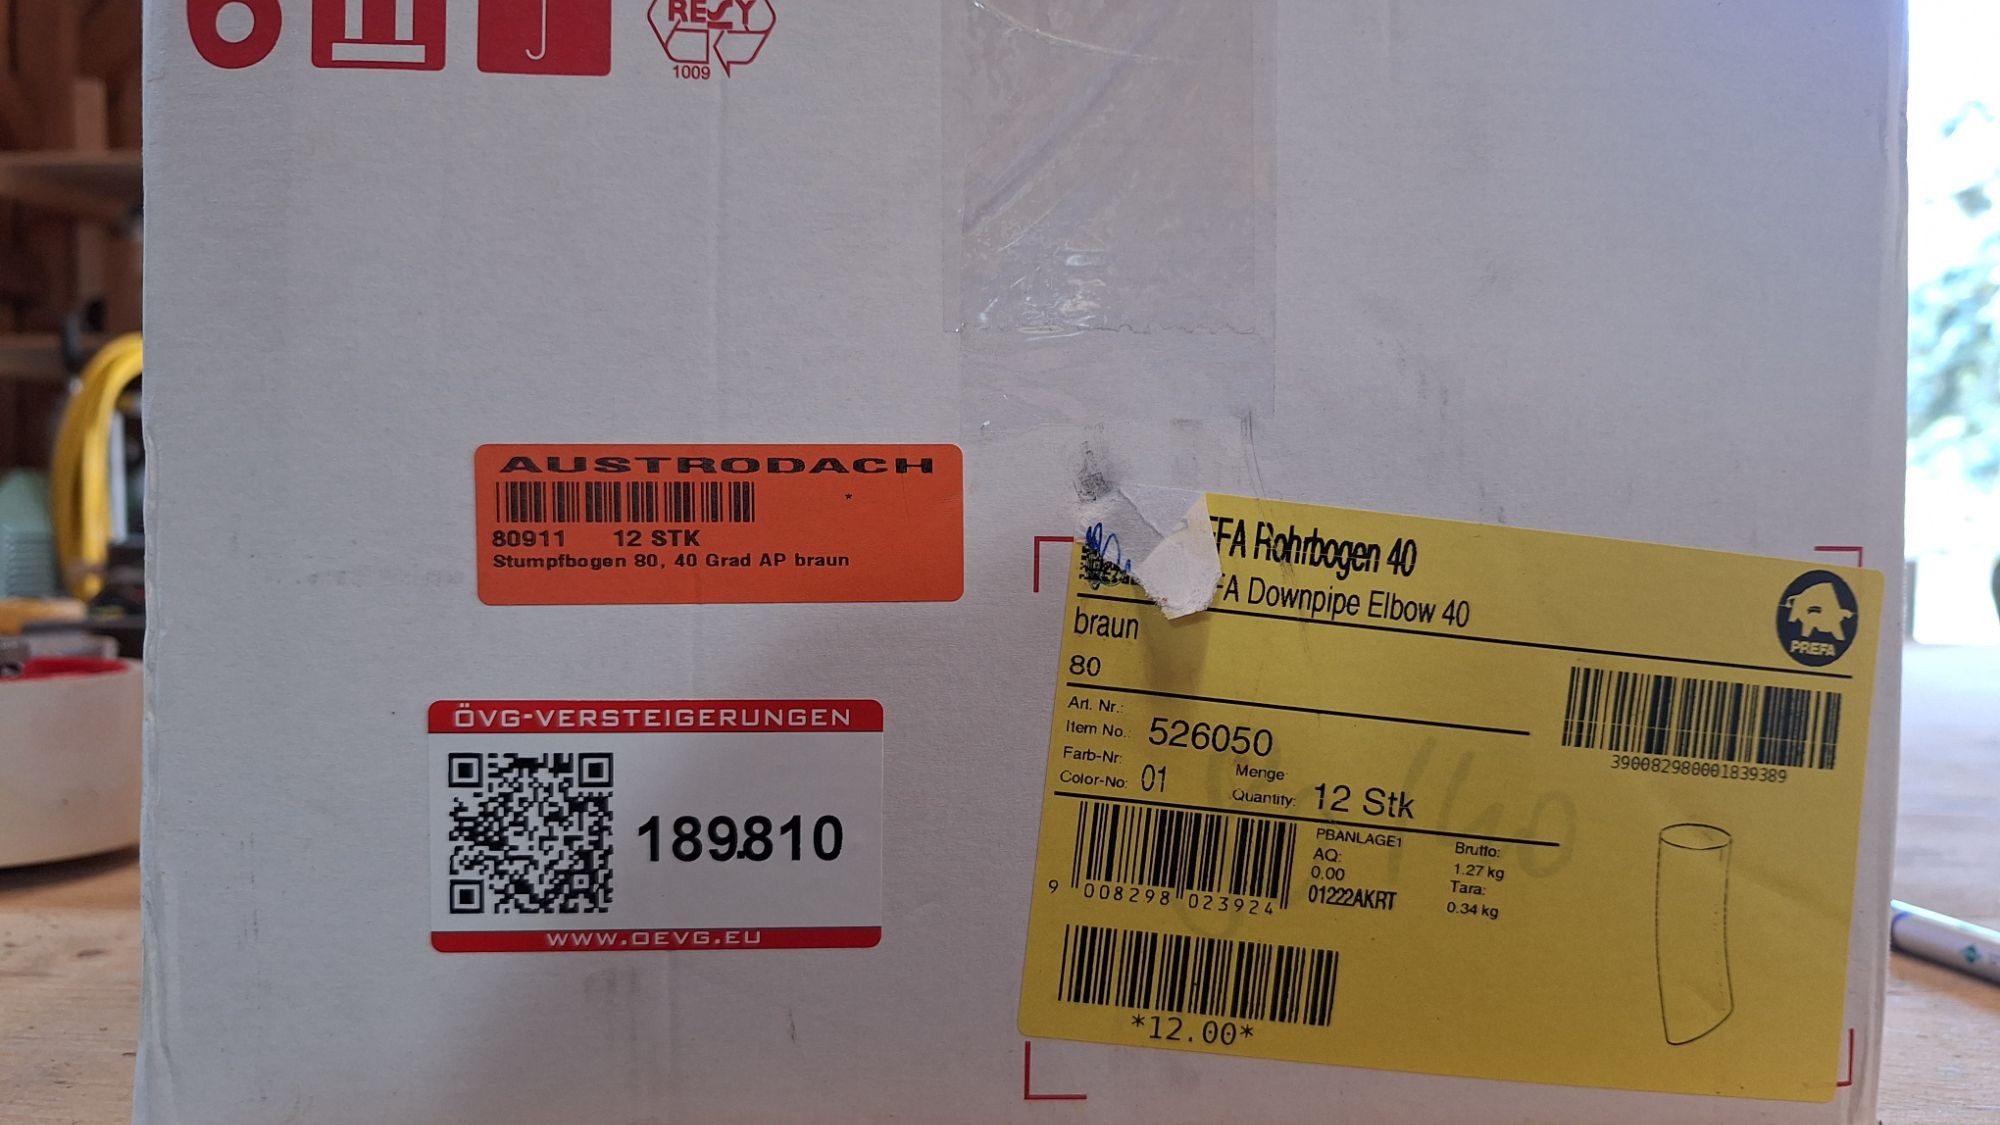 RESY
1009
AUSTRODACH
*
80911 12 STK
Stumpfbogen 80, 40 Grad AP braun
ÖVG-VERSTEIGERUNGEN
189.810
WWW.OEVG.EU
FA Rohrbogen 40
FA Downpipe Elbow 40
braun
80
PREFA
Art. Nr.:
Item No.: 526050
Farb-Nr:
Color-No: 01
Menge
Quantity: 12 Stk
390082980001839389
PBANLAGE1
AQ:
0.00
01222AKRT
Brutto:
1.27 kg
Tara:
0.34 kg
9 008298 023924
*12.00*